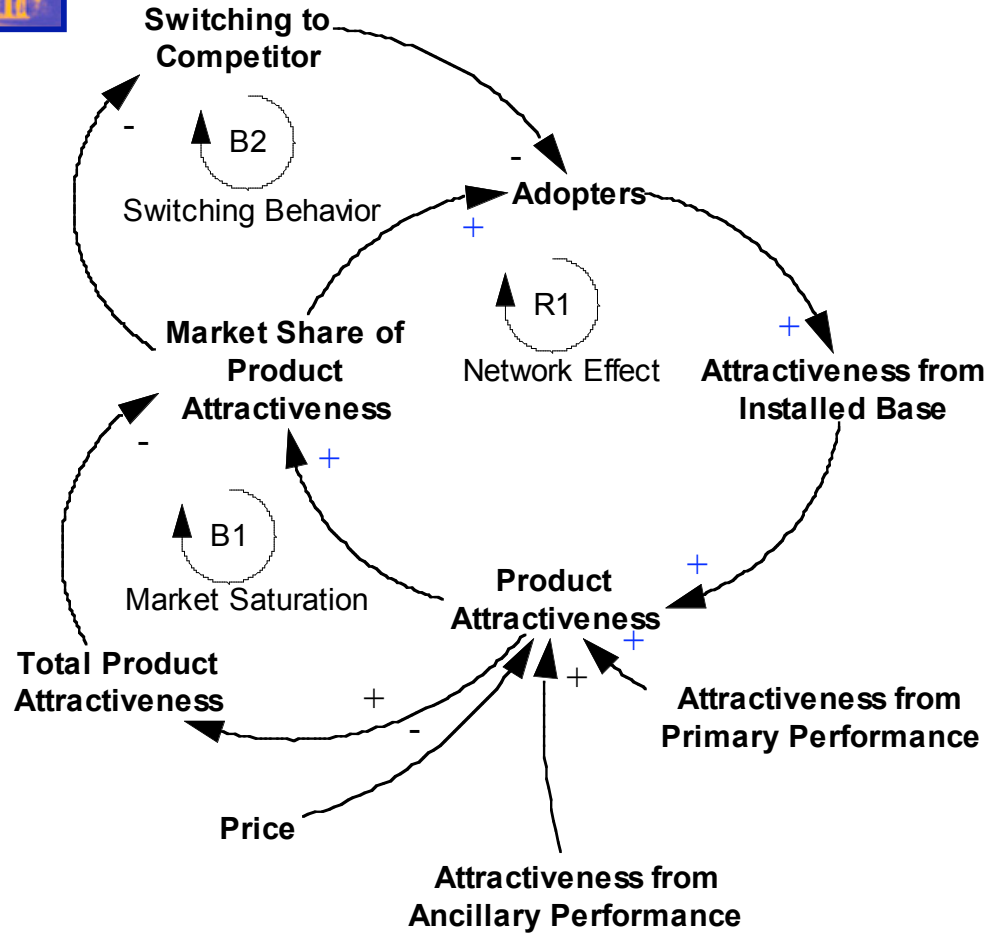 Switching to
Competitor
-
B2
-
Adopters
Switching Behavior
+
R1
+
Market Share of
Product
Attractiveness
Network Effect
Attractiveness from
Installed Base
-
+
B1
+
Product
Attractiveness
Market Saturation
+
+
Total Product
Attractiveness
+
-
Attractiveness from
Primary Performance
Price
Attractiveness from
Ancillary Performance